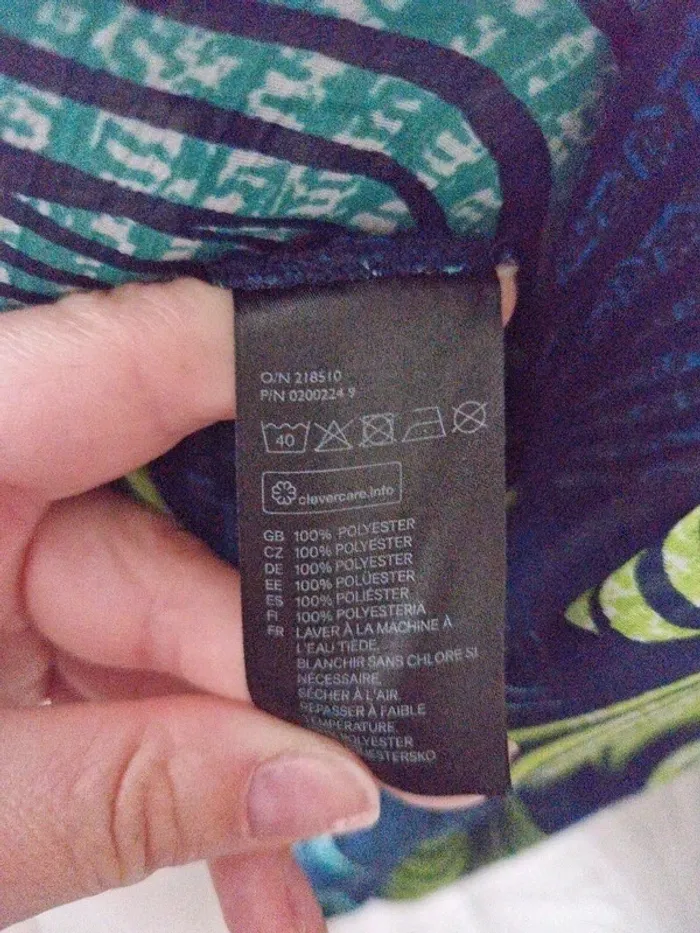 O/N 218510
P/N 0200224 9
40
clevercare.info
GB 100% POLYESTER
CZ 100% POLYESTER
DE 100% POLYESTER
EE 100% POLÜESTER
ES 100% POLIÉSTER
FI 100% POLYESTERIA
FR LAVER À LA MACHINE À
L'EAU TIÈDE.
BLANCHIR SANS CHLORE SI
NÉCESSAIRE.
SÉCHER À L'AIR.
REPASSER À FAIBLE
TEMPÉRATURE.
POLYESTER